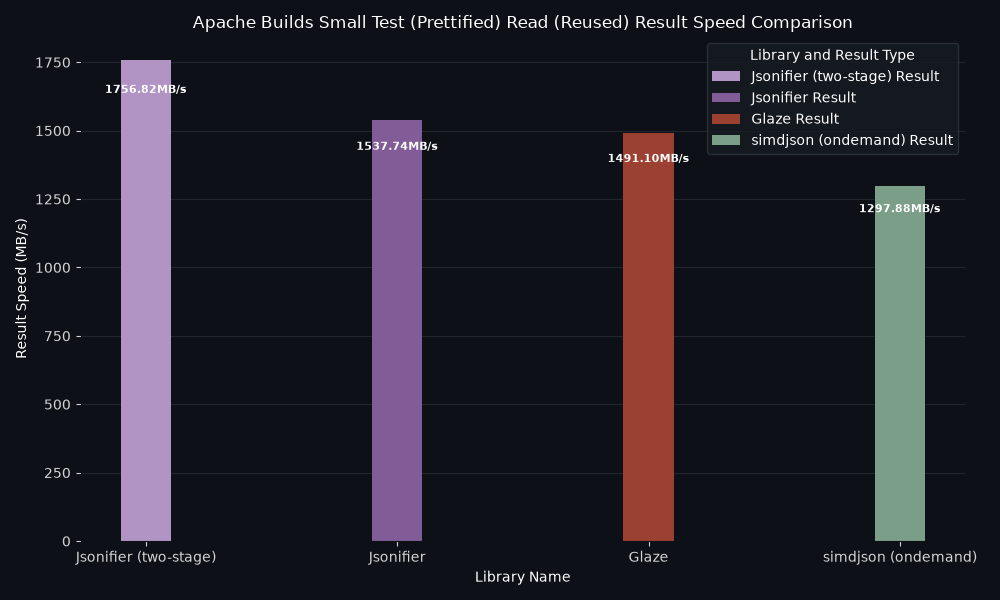 Apache Builds Small Test (Prettified) Read (Reused) Result Speed Comparison
Library and Result Type
Jsonifier (two-stage) Result
Jsonifier Result
Glaze Result
simdjson (ondemand) Result
Result Speed (MB/s)
1750
1500
1250
1000
750
500
250
0
1756.82MB/s
1537.74MB/s
1491.10MB/s
1297.88MB/s
Jsonifier (two-stage)
Jsonifier
Glaze
simdjson (ondemand)
Library Name